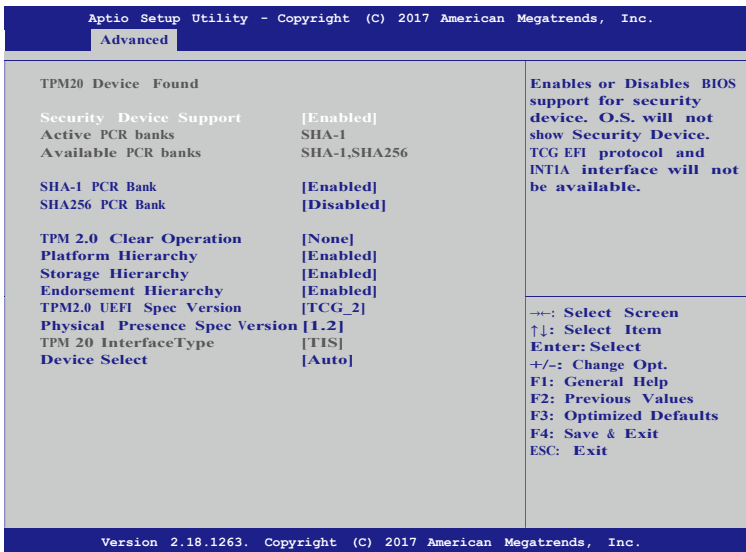 Aptio Setup Utility - Copyright (C) 2017 American Megatrends, Inc.
Advanced
TPM20 Device Found
Security Device Support [Enabled]
Active PCR banks SHA-1
Available PCR banks SHA-1,SHA256
SHA-1 PCR Bank [Enabled]
SHA256 PCR Bank [Disabled]
TPM 2.0 Clear Operation [None]
Platform Hierarchy [Enabled]
Storage Hierarchy [Enabled]
Endorsement Hierarchy [Enabled]
TPM2.0 UEFI Spec Version [TCG_2]
Physical Presence Spec Version [1.2]
TPM 20 InterfaceType [TIS]
Device Select [Auto]
Enables or Disables BIOS
support for security
device. O.S. will not
show Security Device.
TCG EFI protocol and
INT1A interface will not
be available.
→←: Select Screen
↑↓: Select Item
Enter: Select
+/-: Change Opt.
F1: General Help
F2: Previous Values
F3: Optimized Defaults
F4: Save & Exit
ESC: Exit
Version 2.18.1263. Copyright (C) 2017 American Megatrends, Inc.